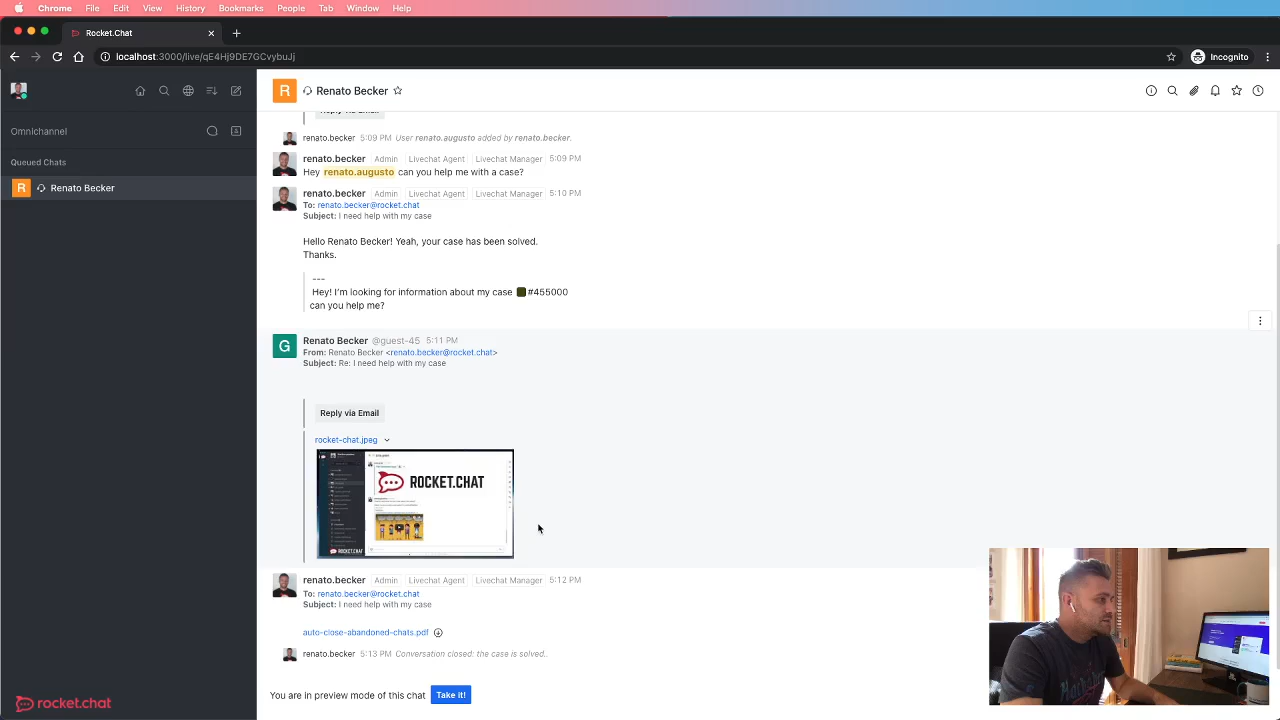 Chrome File Edit View History Bookmarks People Tab Window Help
Rocket.Chat
localhost:3000/live/qE4Hj9DE7GCvybuJj
Incognito
R Renato Becker
Omnichannel
Queued Chats
R Renato Becker
Reply via Email
renato.becker 5:09 PM User renato.augusto added by renato.becker.
renato.becker Admin Livechat Agent Livechat Manager 5:09 PM
Hey renato.augusto can you help me with a case?
renato.becker Admin Livechat Agent Livechat Manager 5:10 PM
To: renato.becker@rocket.chat
Subject: I need help with my case
Hello Renato Becker! Yeah, your case has been solved.
Thanks.
---
Hey! I'm looking for information about my case #455000
can you help me?
G Renato Becker @guest-45 5:11 PM
From: Renato Becker <renato.becker@rocket.chat>
Subject: Re: I need help with my case
Reply via Email
rocket-chat.jpeg
ROCKET.CHAT
ROCKET.CHAT
renato.becker Admin Livechat Agent Livechat Manager 5:12 PM
To: renato.becker@rocket.chat
Subject: I need help with my case
auto-close-abandoned-chats.pdf
renato.becker 5:13 PM Conversation closed: the case is solved..
You are in preview mode of this chat Take it!
rocket.chat